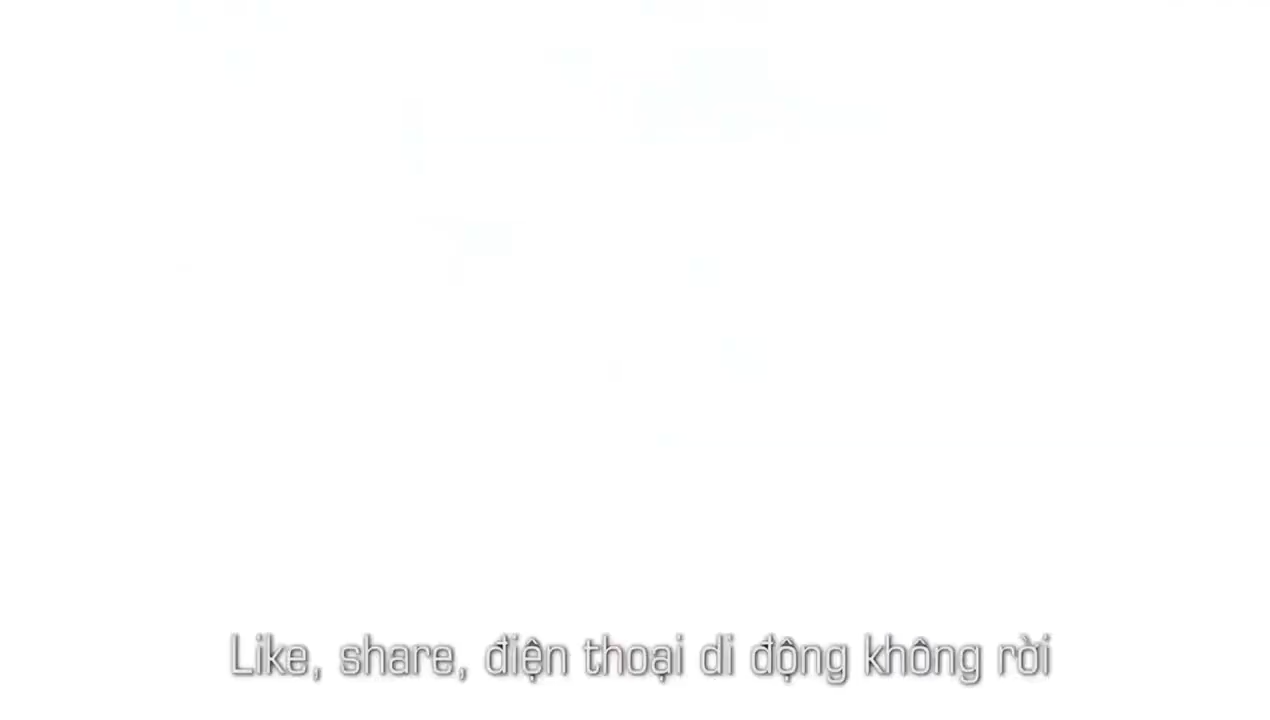 Like, share, điện thoại di động không rời